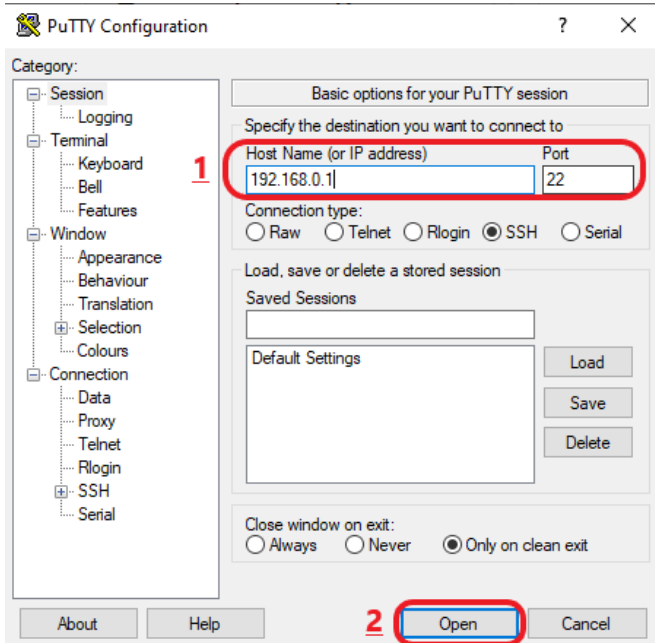 PuTTY Configuration
? ×
Category:
Session
Logging
Terminal
Keyboard
Bell
Features
Window
Appearance
Behaviour
Translation
Selection
Colours
Connection
Data
Proxy
Telnet
Rlogin
SSH
Serial
Basic options for your PuTTY session
Specify the destination you want to connect to
1
Host Name (or IP address) Port
192.168.0.1 22
Connection type:
Raw Telnet Rlogin SSH Serial
Load, save or delete a stored session
Saved Sessions
Default Settings
Load
Save
Delete
Close window on exit:
Always Never Only on clean exit
About Help 2 Open Cancel